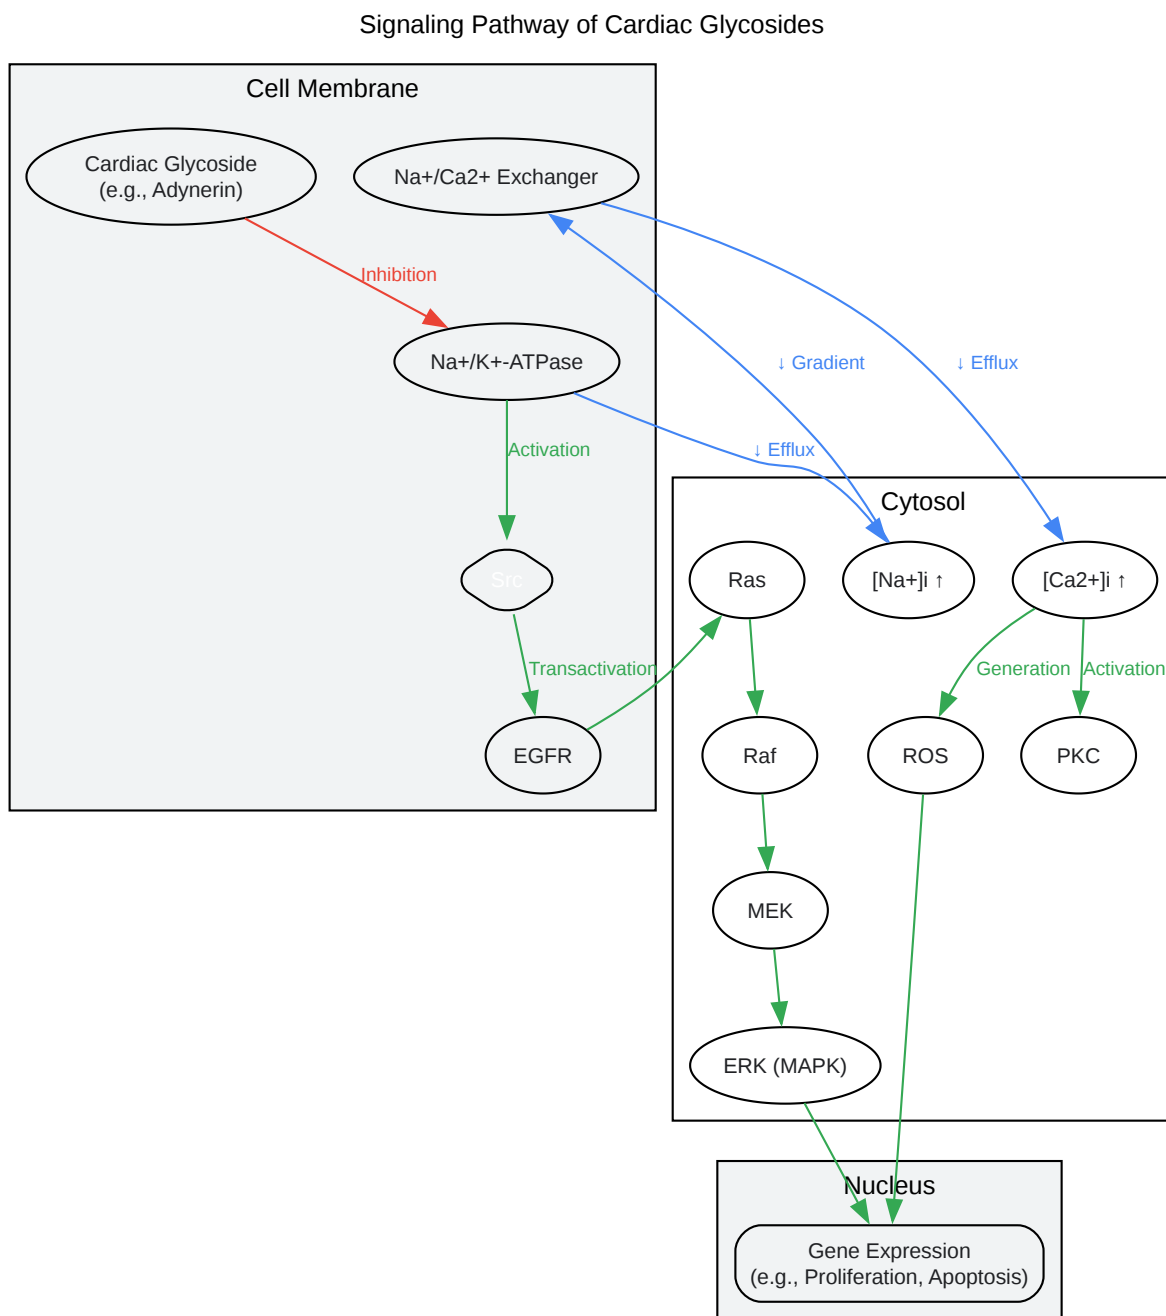 Signaling Pathway of Cardiac Glycosides
Cell Membrane
Cardiac Glycoside
(e.g., Adynerin)
Na+/Ca2+ Exchanger
Inhibition
Na+/K+-ATPase
↓ Gradient
↓ Efflux
Activation
↓ Efflux
Cytosol
Src
Ras
[Na+]i ↑
[Ca2+]i ↑
Transactivation
Generation
Activation
EGFR
Raf
ROS
PKC
MEK
ERK (MAPK)
Nucleus
Gene Expression
(e.g., Proliferation, Apoptosis)